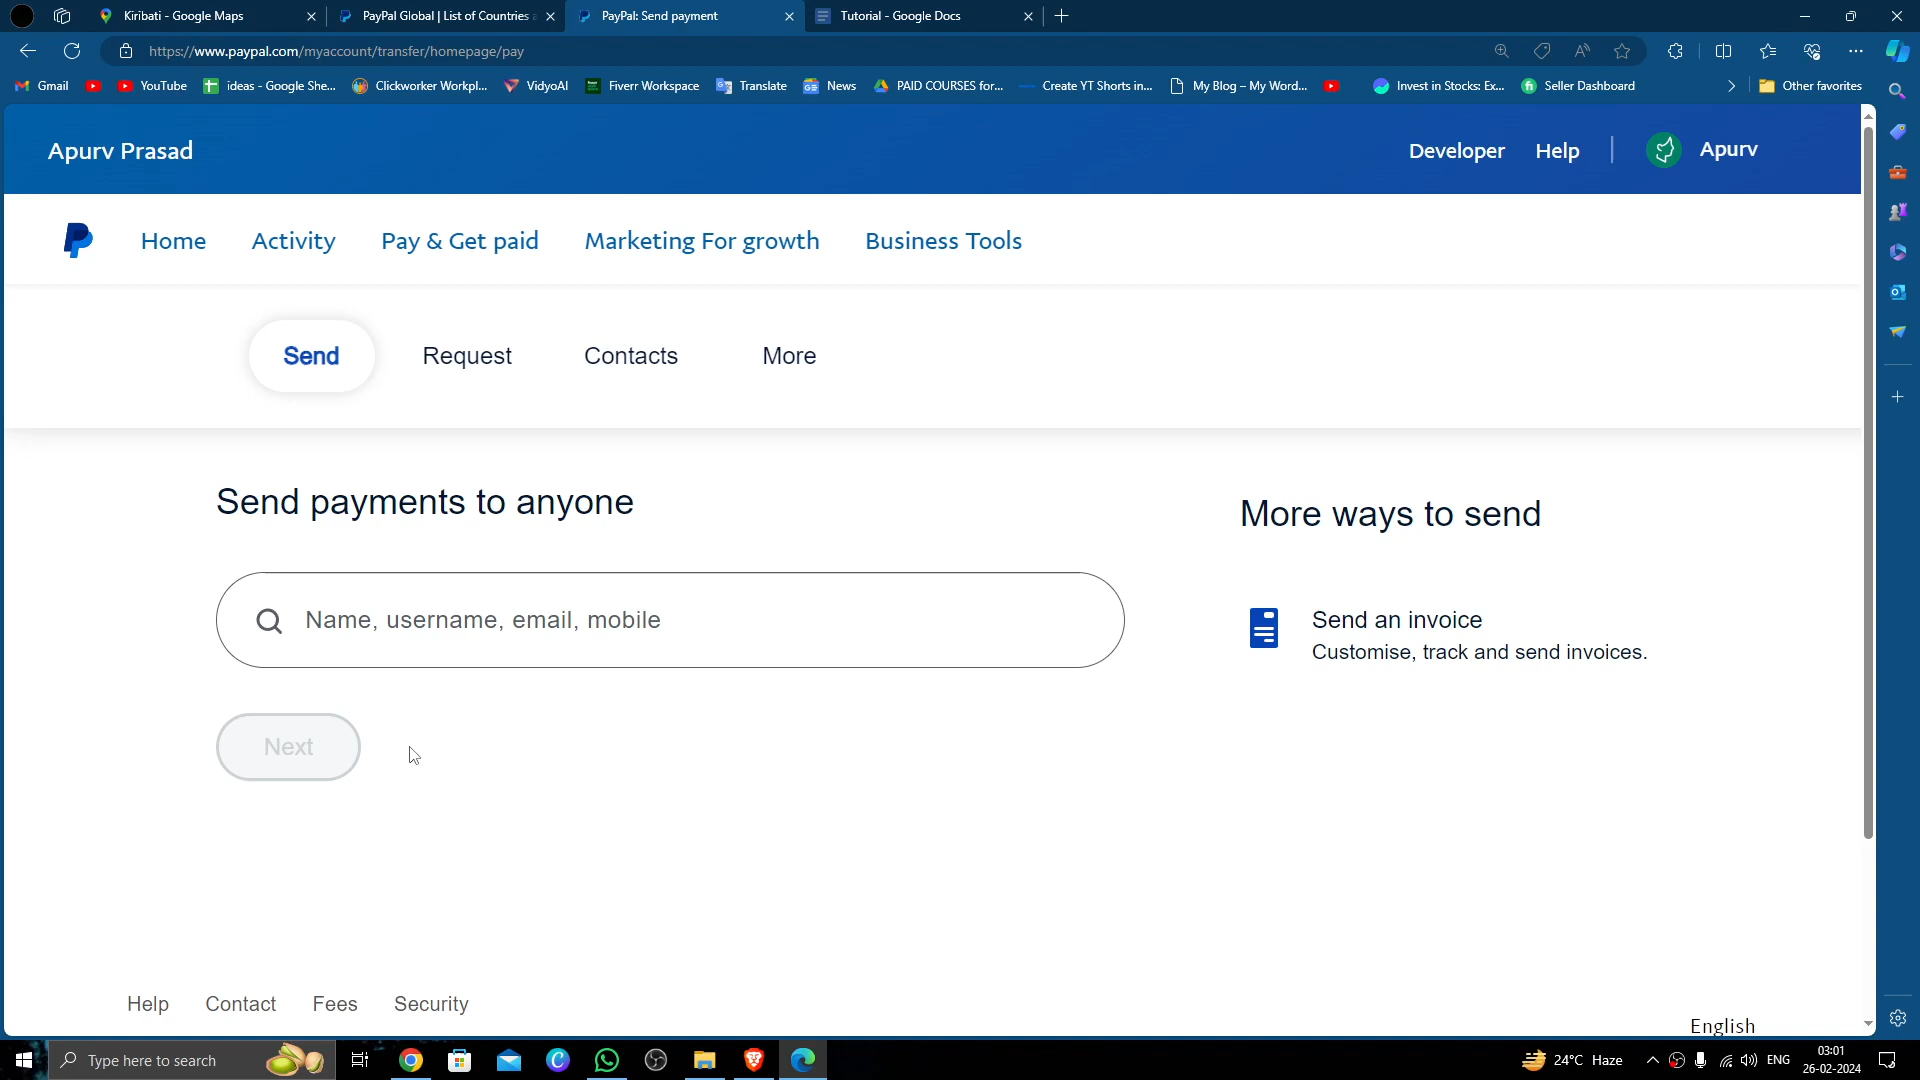 Kiribati - Google Maps
PayPal Global | List of Countries
PayPal: Send payment
Tutorial - Google Docs
https://www.paypal.com/myaccount/transfer/homepage/pay
Gmail
YouTube
ideas - Google She...
Clickworker Workpl...
VidyoAI
Fiverr Workspace
Translate
News
PAID COURSES for...
Create YT Shorts in...
My Blog – My Word...
Invest in Stocks: Ex...
Seller Dashboard
Other favorites
Apurv Prasad
Developer
Help
Apurv
Home
Activity
Pay & Get paid
Marketing For growth
Business Tools
Send
Request
Contacts
More
Send payments to anyone
More ways to send
Name, username, email, mobile
Send an invoice
Customise, track and send invoices.
Next
Help
Contact
Fees
Security
English
Type here to search
24°C Haze
ENG
03:01
26-02-2024